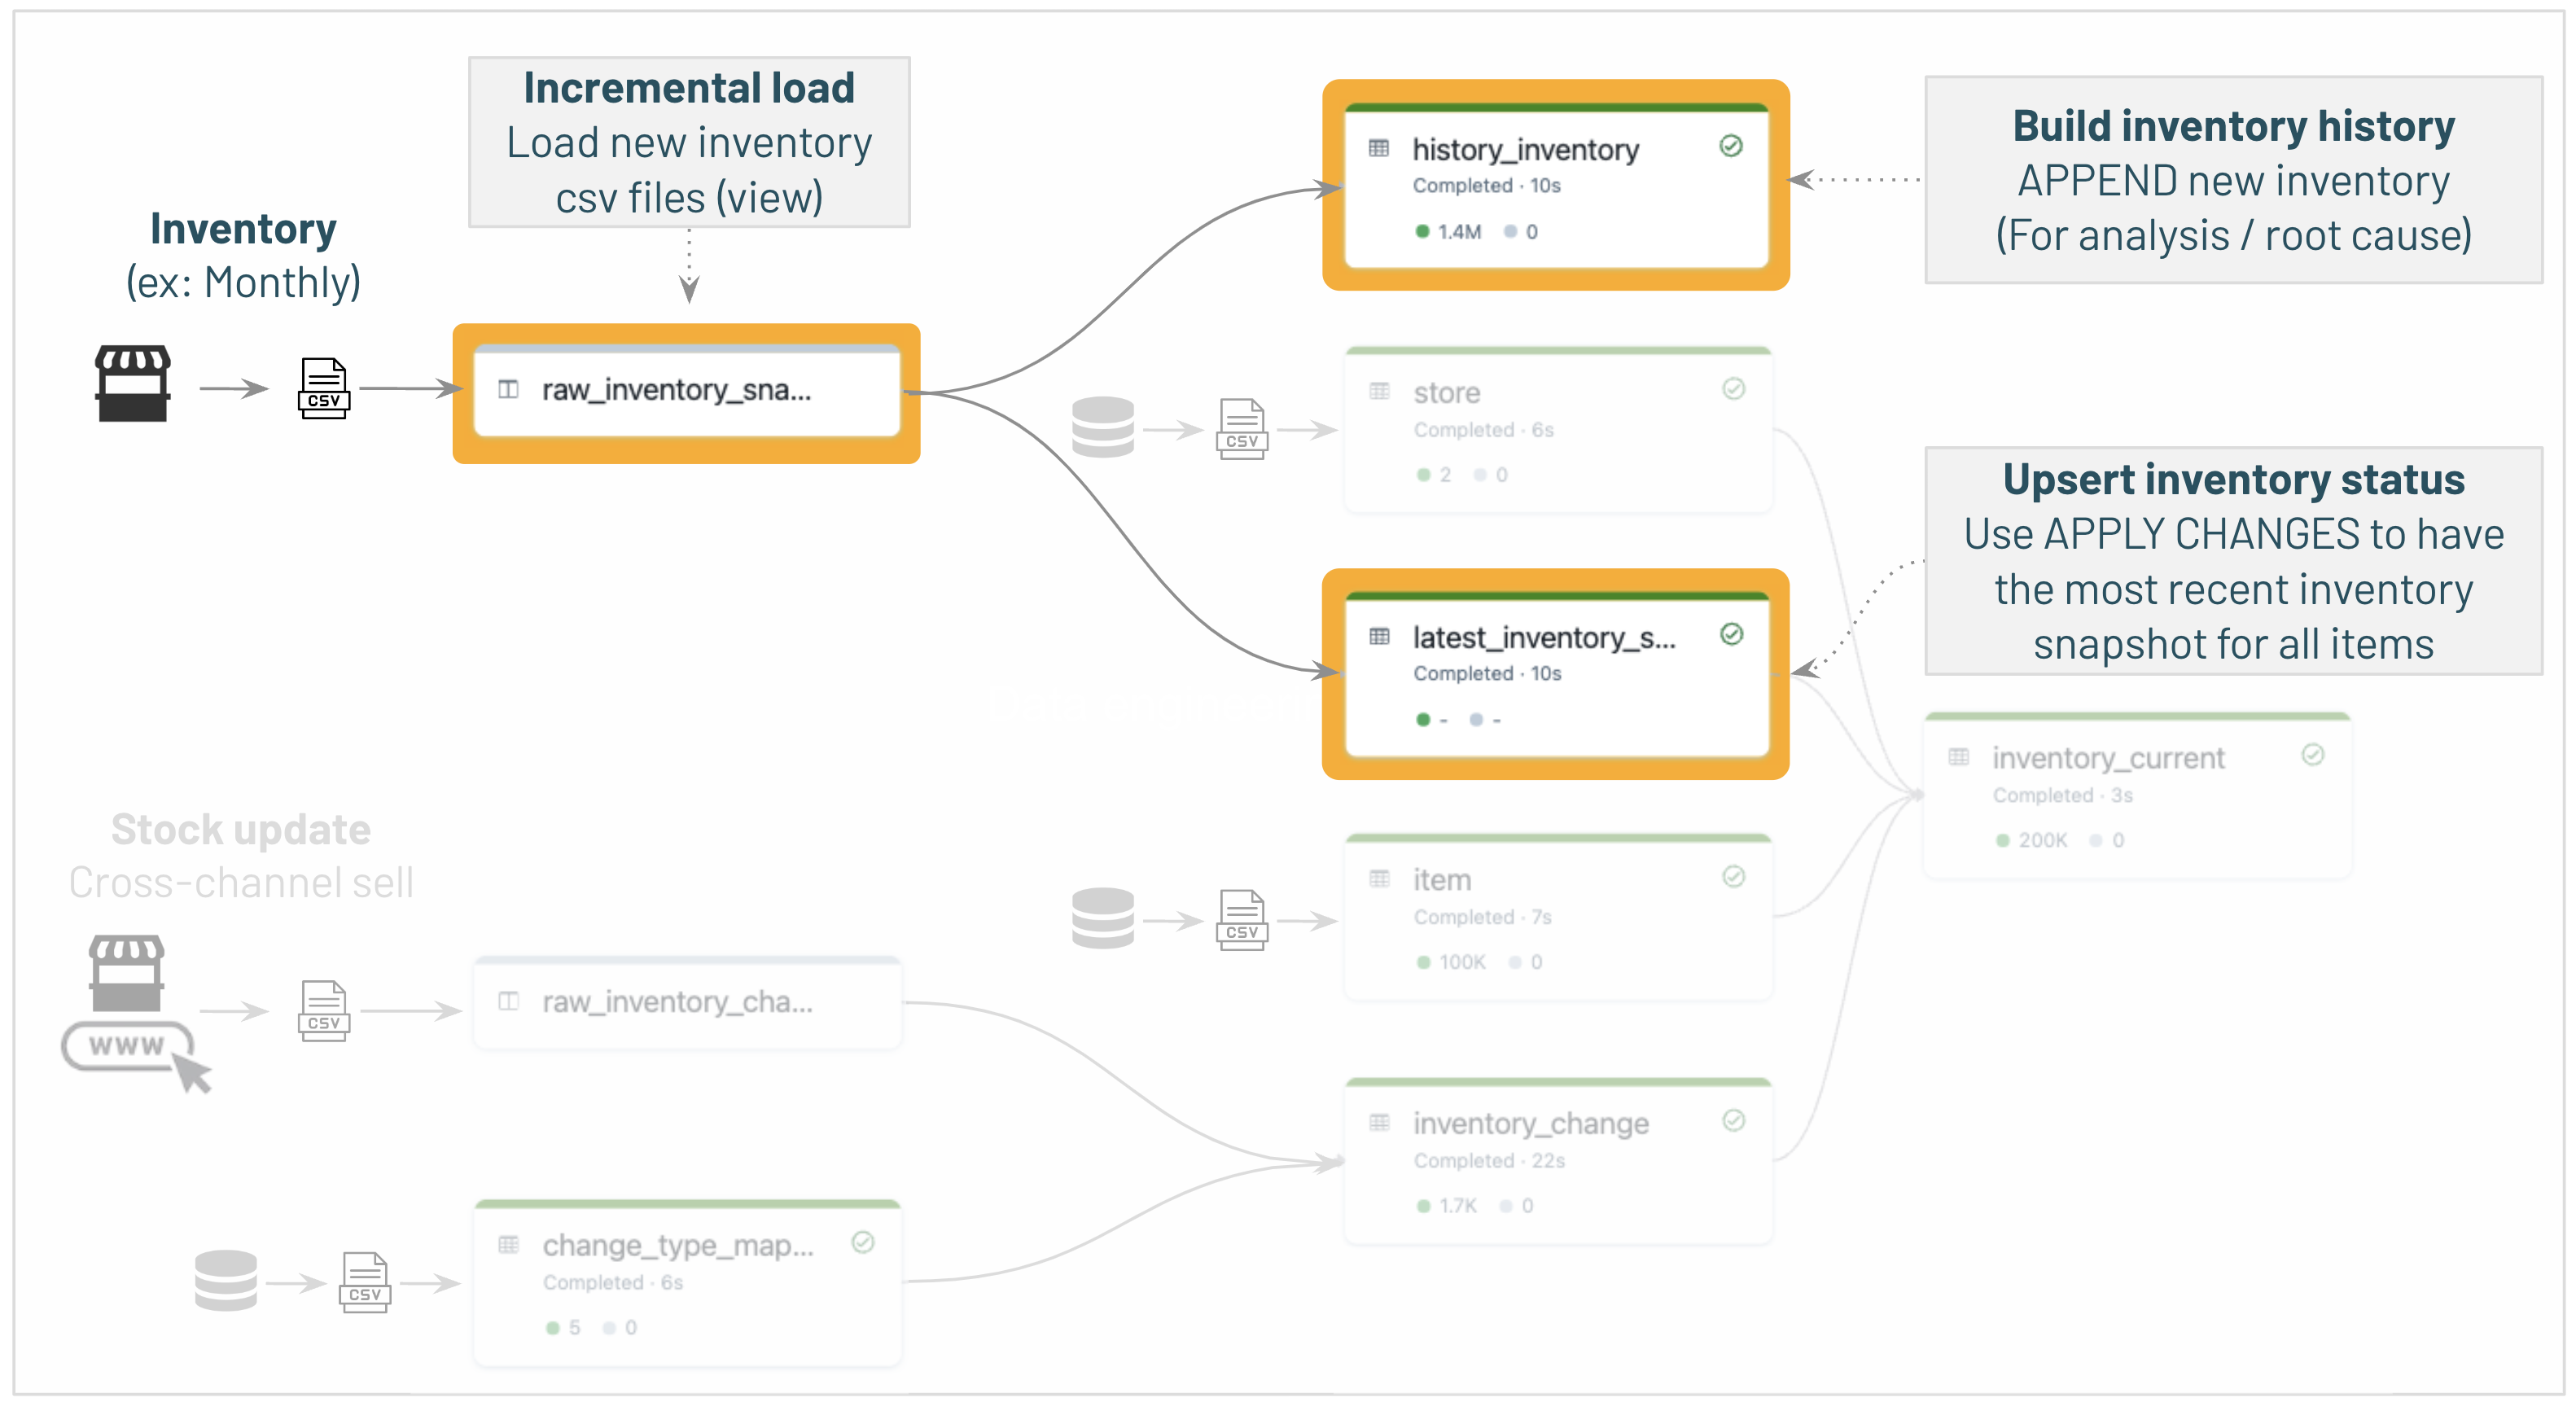 Incremental load
Load new inventory
csv files (view)
Inventory
(ex: Monthly)
CSV
raw_inventory_sna...
history_inventory
Completed · 10s
1.4M 0
Build inventory history
APPEND new inventory
(For analysis / root cause)
CSV
store
Completed · 6s
2 0
Upsert inventory status
Use APPLY CHANGES to have
the most recent inventory
snapshot for all items
latest_inventory_s...
Completed · 10s
- -
inventory_current
Completed · 3s
200K 0
Stock update
Cross-channel sell
WWW
CSV
raw_inventory_cha...
CSV
item
Completed · 7s
100K 0
inventory_change
Completed · 22s
1.7K 0
CSV
change_type_map...
Completed · 6s
5 0